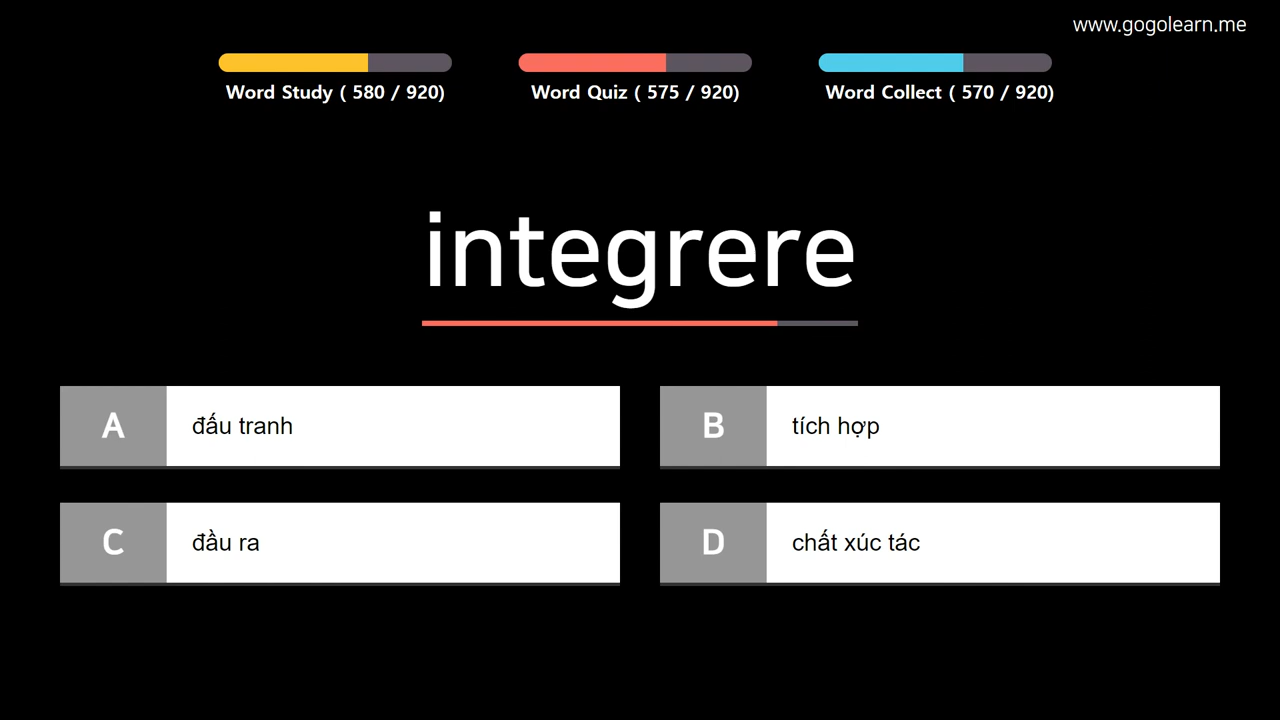 www.gogolearn.me
Word Study ( 580 / 920)
Word Quiz ( 575 / 920)
Word Collect ( 570 / 920)
integrere
A đấu tranh
B tích hợp
C đầu ra
D chất xúc tác